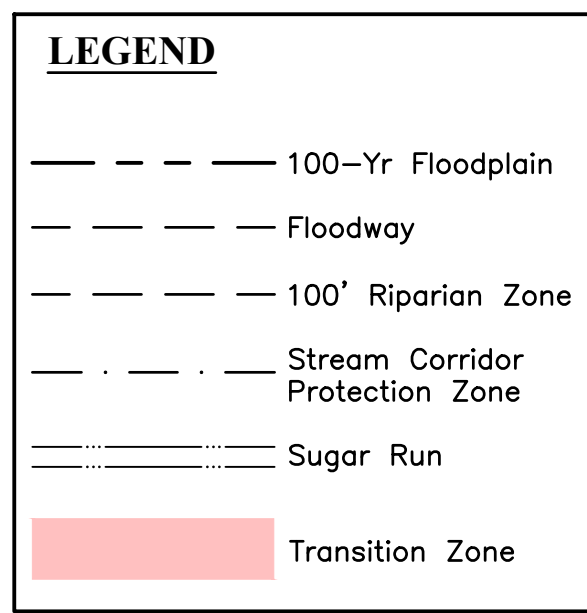 LEGEND
100-Yr Floodplain
Floodway
100' Riparian Zone
Stream Corridor
Protection Zone
Sugar Run
Transition Zone